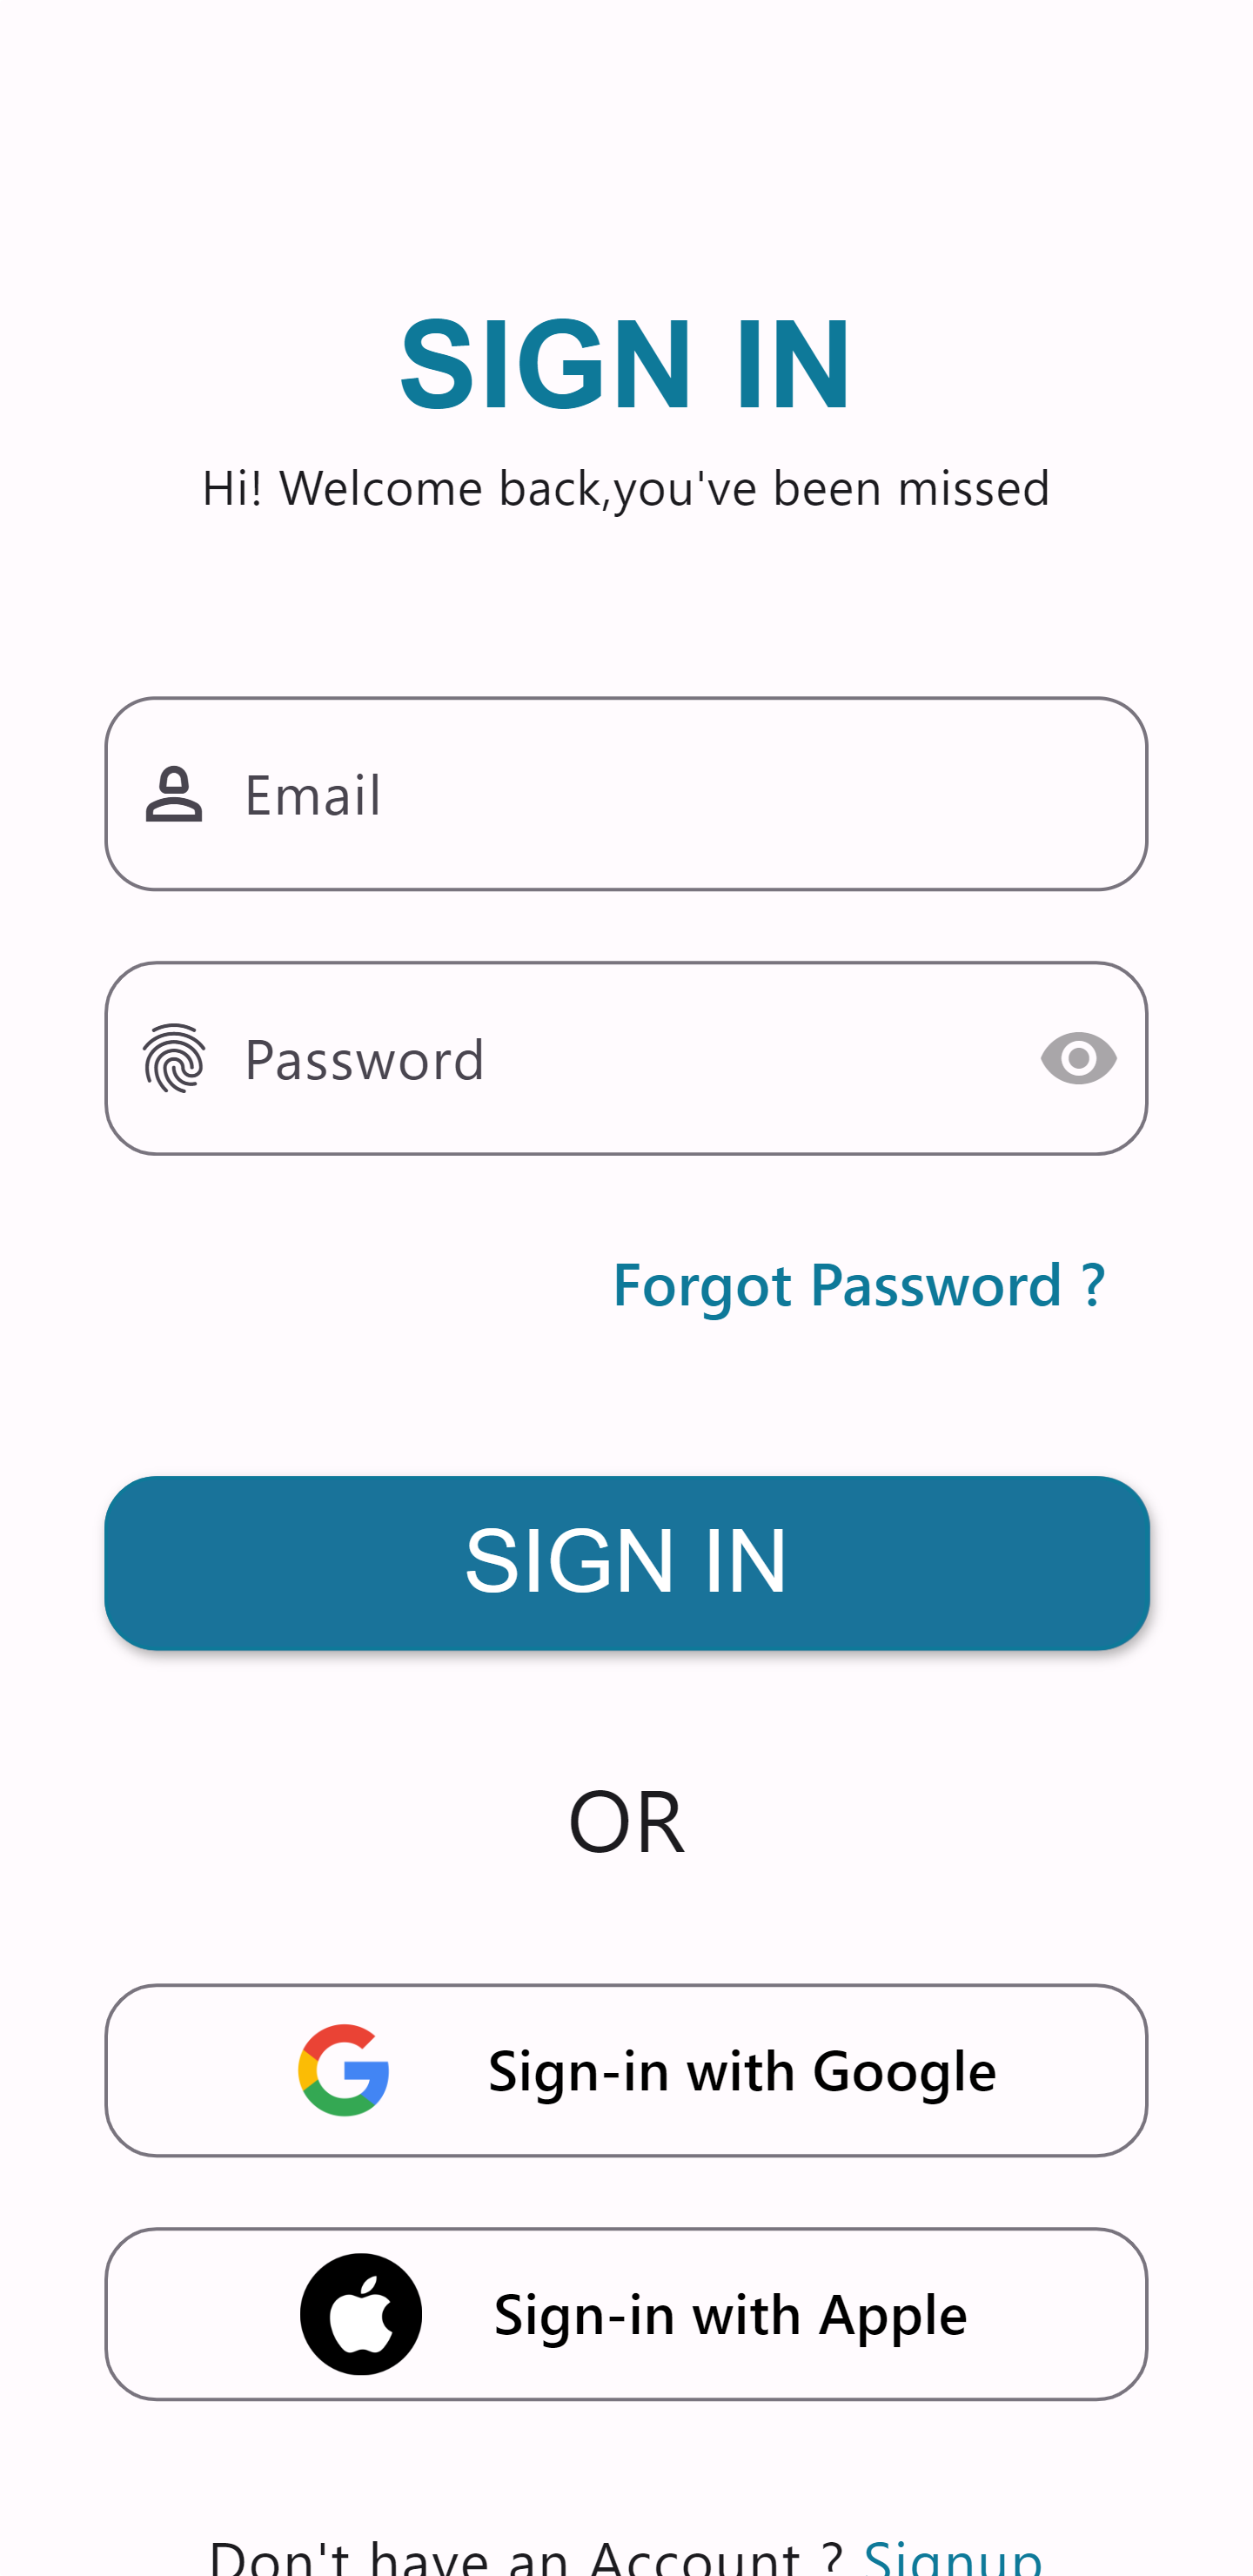 SIGN IN
Hi! Welcome back,you've been missed
Email
Password
Forgot Password ?
SIGN IN
OR
Sign-in with Google
Sign-in with Apple
Don't have an Account ? Signup